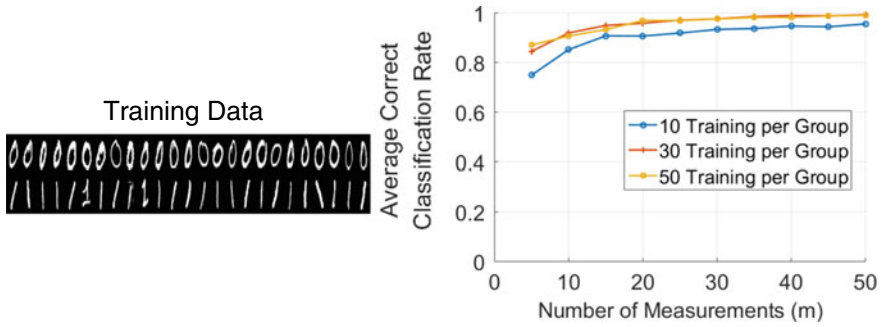 Training Data
Average Correct
Classification Rate
1
0.8
0.6
0.4
0.2
0
0
10
20
30
40
50
Number of Measurements (m)
10 Training per Group
30 Training per Group
50 Training per Group